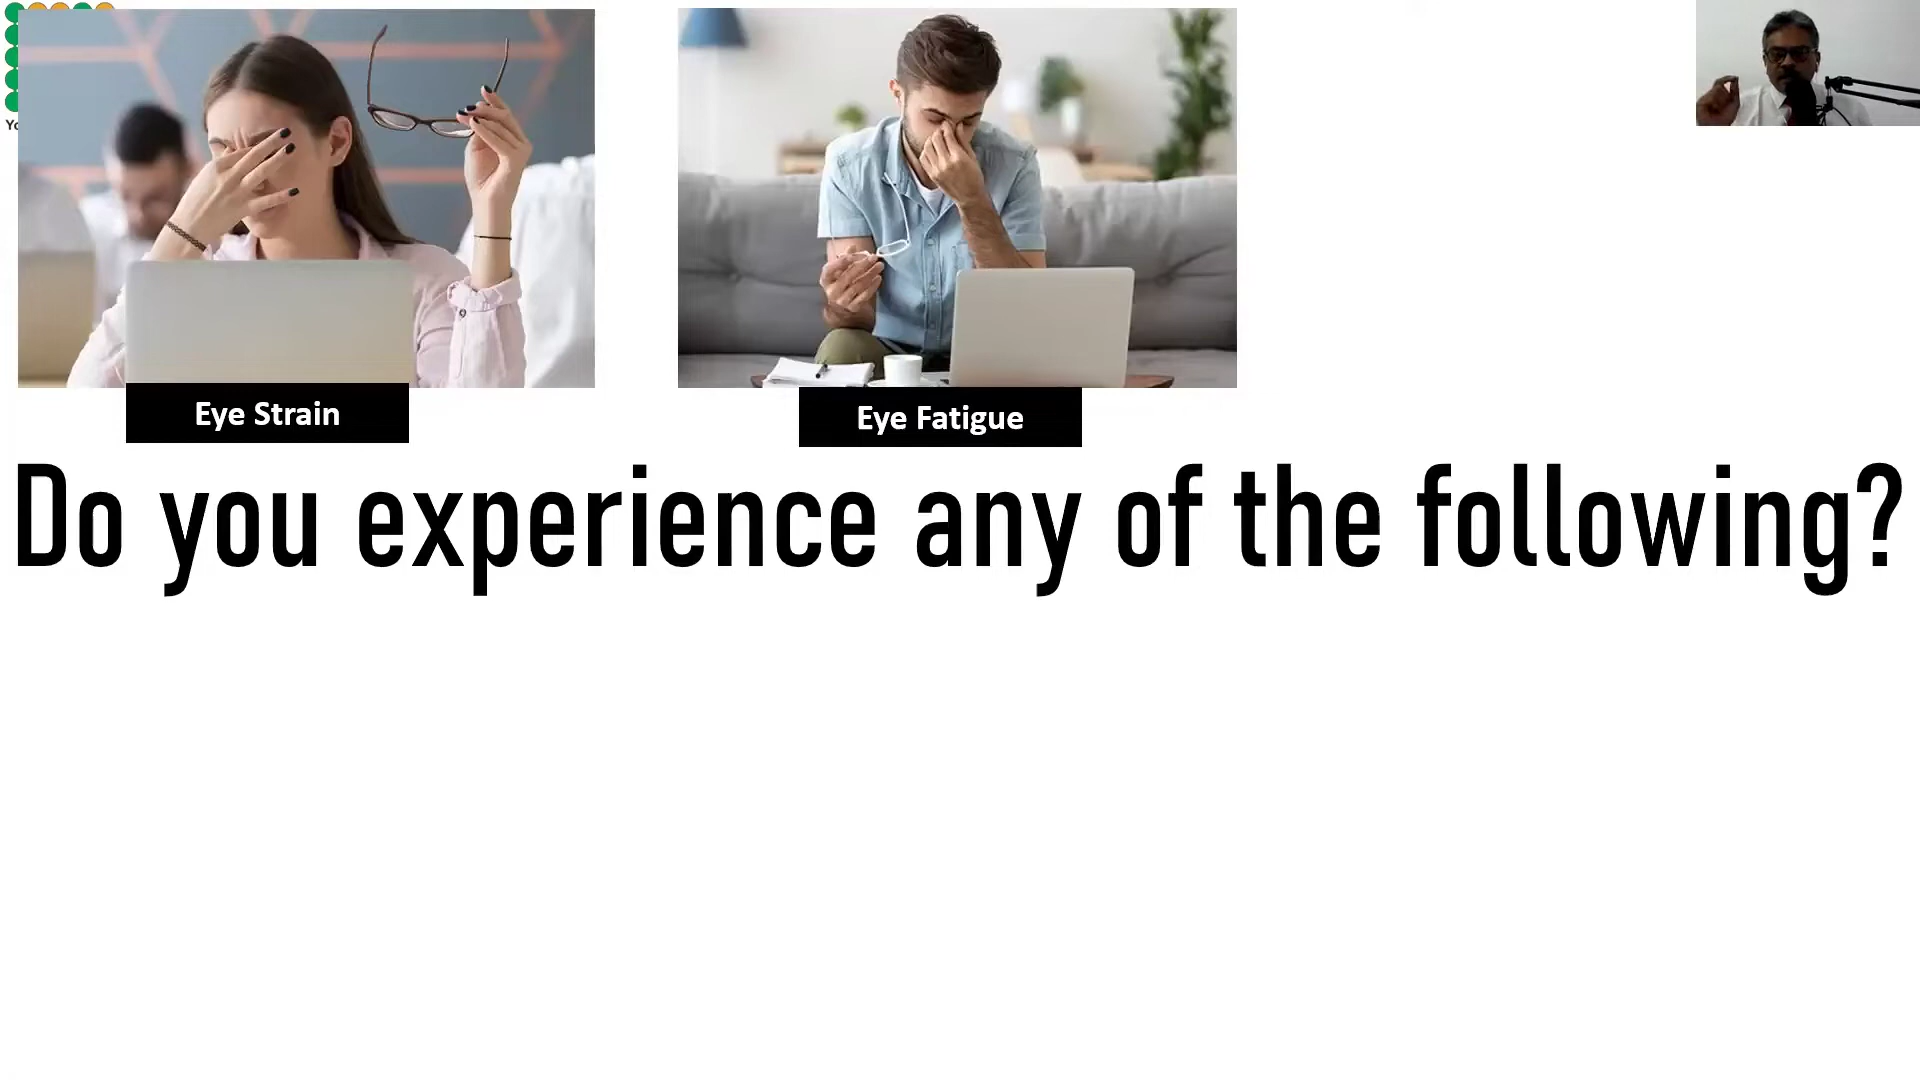 Eye Strain
Eye Fatigue
Do you experience any of the following?